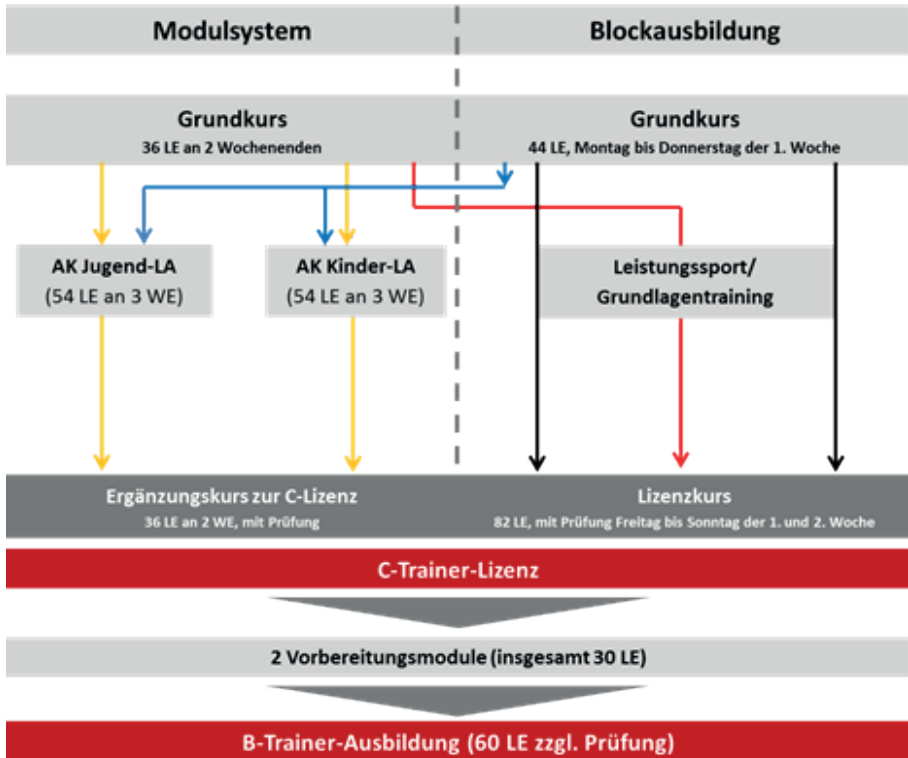 Modulsystem
Blockausbildung
Grundkurs
36 LE an 2 Wochenenden
Grundkurs
44 LE, Montag bis Donnerstag der 1. Woche
AK Jugend-LA
(54 LE an 3 WE)
AK Kinder-LA
(54 LE an 3 WE)
Leistungssport/
Grundlagentraining
Ergänzungskurs zur C-Lizenz
36 LE an 2 WE, mit Prüfung
Lizenzkurs
82 LE, mit Prüfung Freitag bis Sonntag der 1. und 2. Woche
C-Trainer-Lizenz
2 Vorbereitungsmodule (insgesamt 30 LE)
B-Trainer-Ausbildung (60 LE zzgl. Prüfung)